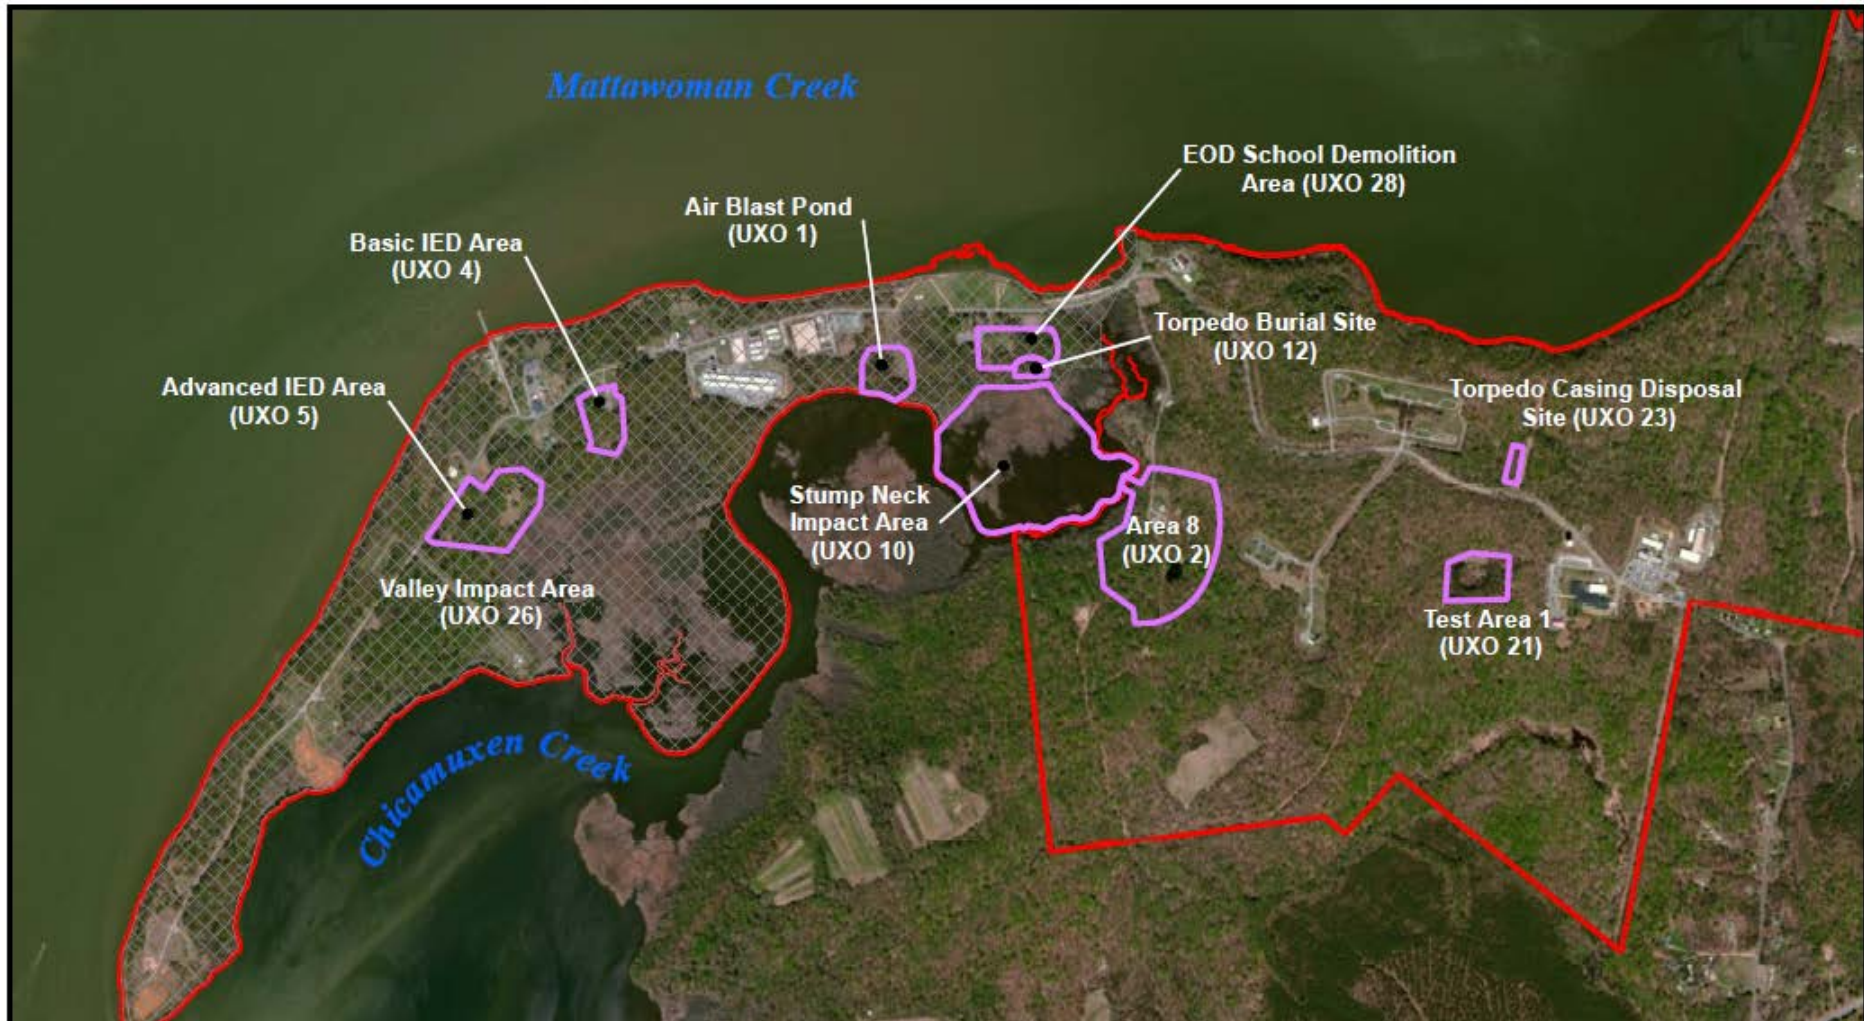 Mattawoman Creek
EOD School Demolition
Area (UXO 28)
Air Blast Pond
(UXO 1)
Basic IED Area
(UXO 4)
Torpedo Burial Site
(UXO 12)
Advanced IED Area
(UXO 5)
Torpedo Casing Disposal
Site (UXO 23)
Stump Neck
Impact Area
(UXO 10)
Area 8
(UXO 2)
Valley Impact Area
(UXO 26)
Test Area 1
(UXO 21)
Chicamuxen Creek